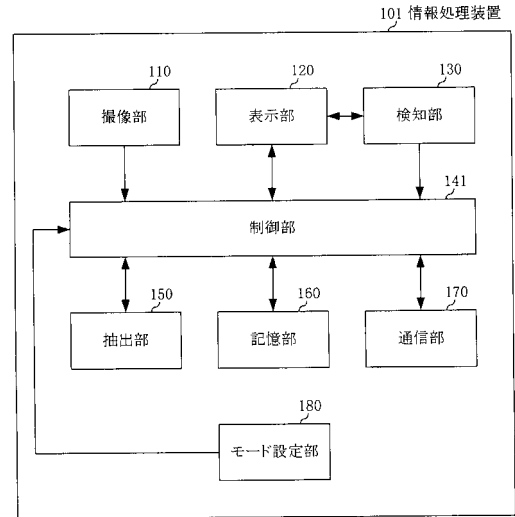 101 情報処理装置
110
120
130
撮像部
表示部
検知部
141
制御部
150
160
170
抽出部
記憶部
通信部
180
モード設定部